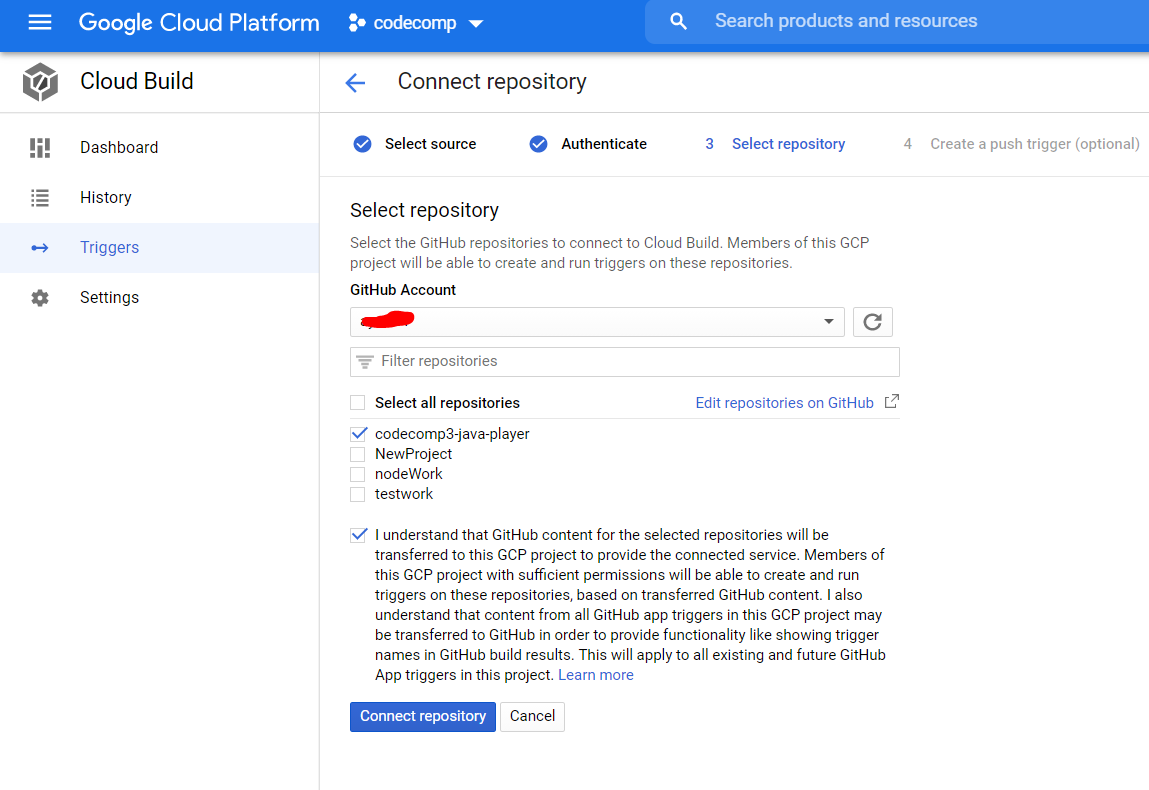 Google Cloud Platform
codecomp
Search products and resources
Cloud Build
Connect repository
Dashboard
History
Triggers
Settings
Select source
Authenticate
3 Select repository
4 Create a push trigger (optional)
Select repository
Select the GitHub repositories to connect to Cloud Build. Members of this GCP
project will be able to create and run triggers on these repositories.
GitHub Account
Filter repositories
Select all repositories
Edit repositories on GitHub
codecomp3-java-player
NewProject
nodeWork
testwork
I understand that GitHub content for the selected repositories will be
transferred to this GCP project to provide the connected service. Members of
this GCP project with sufficient permissions will be able to create and run
triggers on these repositories, based on transferred GitHub content. I also
understand that content from all GitHub app triggers in this GCP project may
be transferred to GitHub in order to provide functionality like showing trigger
names in GitHub build results. This will apply to all existing and future GitHub
App triggers in this project. Learn more
Connect repository
Cancel